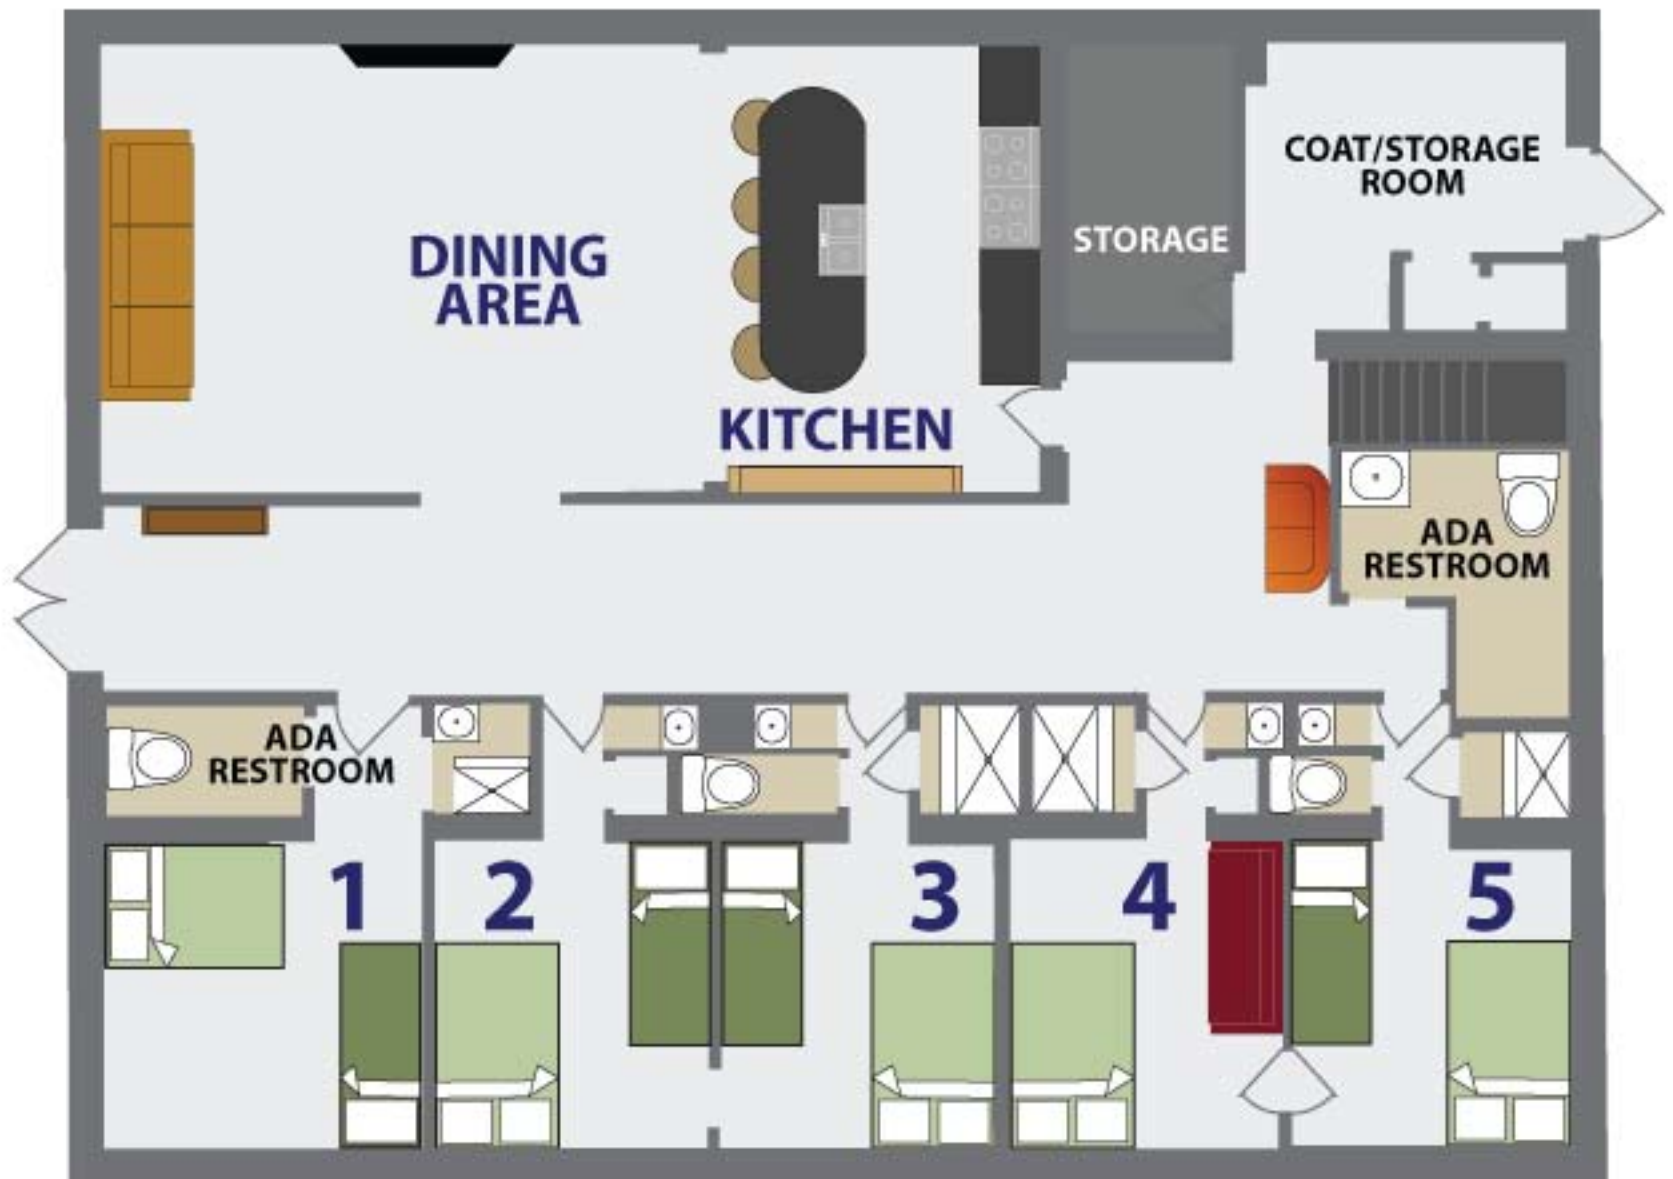 COAT/STORAGE
ROOM
STORAGE
DINING
AREA
KITCHEN
ADA
RESTROOM
ADA
RESTROOM
1
2
3
4
5